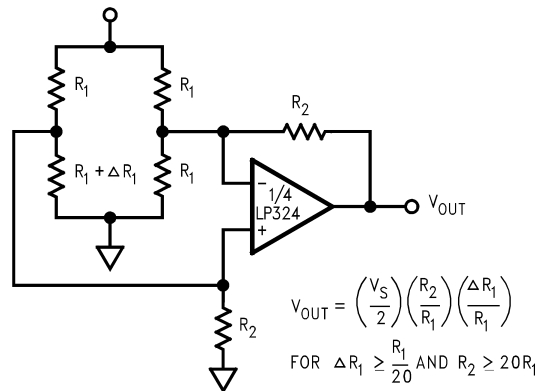 R1
R1
R2
R1 + ΔR1
R1
−
1/4
LP324
+
VOUT
R2
VOUT = (VS/2)(R2/R1)(ΔR1/R1)
FOR ΔR1 ≥ R1/20 AND R2 ≥ 20R1